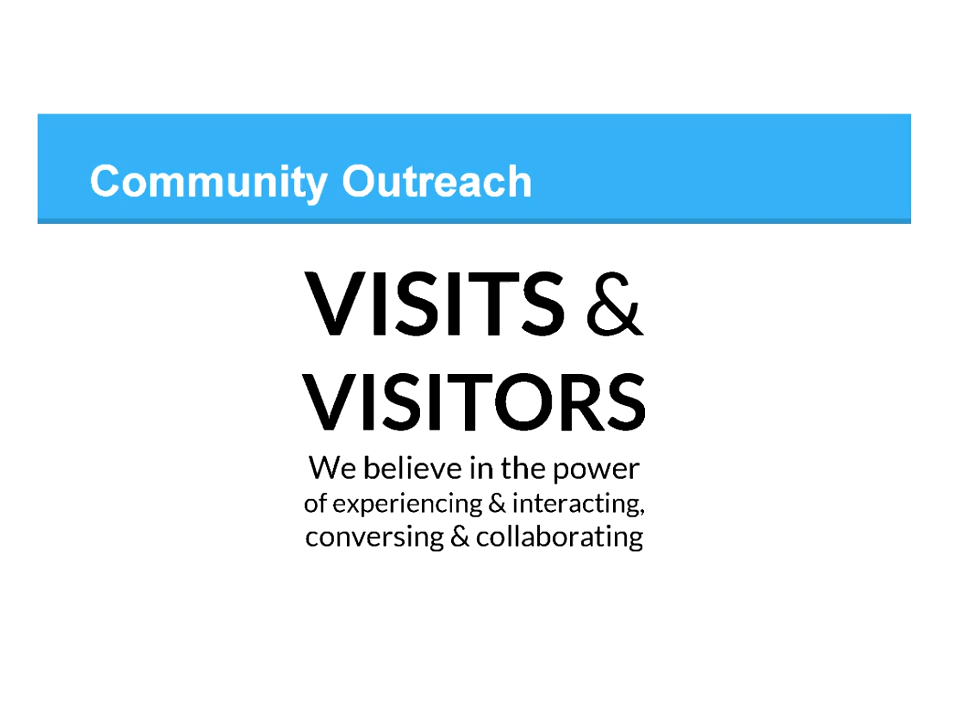 Community Outreach
VISITS &
VISITORS
We believe in the power
of experiencing & interacting,
conversing & collaborating